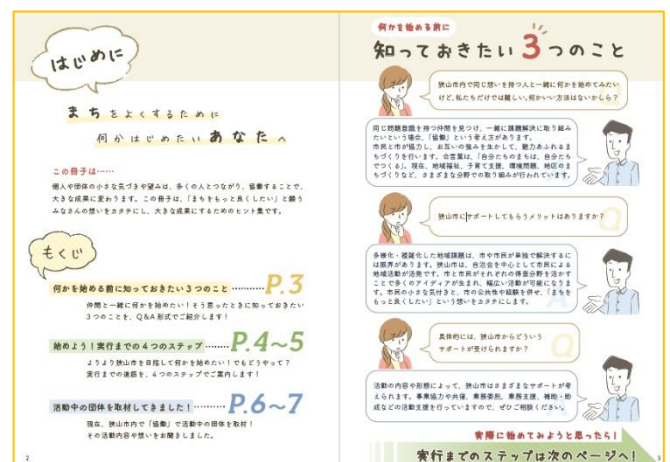 はじめに
まちをよくするために
何かはじめたいあなたへ
この冊子は……
個人や団体の小さな気づきや望みは、多くの人とつながり、協働することで、
大きな成果に変わります。この冊子は、「まちをもっと良くしたい」と願う
みなさんの想いをカタチにし、大きな成果にするためのヒント集です。
もくじ
何かを始める前に知っておきたい3つのこと…………P.3
仲間と一緒に何かを始めたい！そう思ったときに知っておきたい
3つのことを、Q&A形式でご紹介します！
始めよう！実行までの4つのステップ…………P.4〜5
よりよう狭山市を目指して何かを始めたい！でもどうやって？
実行までの道筋を、4つのステップでご案内します！
活動中の団体を取材してきました！…………P.6〜7
現在、狭山市内で「協働」で活動中の団体を取材！
その活動内容や想いをお聞きしました。
2
何かを始める前に
知っておきたい3つのこと
狭山市内で同じ想いを持つ人と一緒に何かを始めてみたい
けど、私たちだけでは難しい。何かいい方法はないかしら？
Q
同じ問題意識を持つ仲間を見つけ、一緒に課題解決に取り組み
たいという場合、「協働」という考え方があります。
市民と市が協力し、お互いの強みを生かして、魅力あふれるま
ちづくりを行います。合言葉は、「自分たちのまちは、自分たち
でつくる」。現在、地域福祉、子育て支援、環境問題、地区のま
ちづくりなど、さまざまな分野での取り組みが行われています。
狭山市にサポートしてもらうメリットはありますか？
Q
多様化・複雑化した地域課題は、市や市民が単独で解決するに
は限界があります。狭山市は、自治会を中心として市民による
地域活動が活発です。市と市民がそれぞれの得意分野を活かす
ことで多くのアイディアが生まれ、幅広い活動が可能になりま
す。市民の小さな気付きと、市の公共性や経験を併せ、「まちを
もっと良くしたい」という想いをカタチにします。
A
具体的には、狭山市からどういう
サポートが受けられますか？
Q
活動の内容や形態によって、狭山市はさまざまなサポートが考
えられます。事業協力や共催、業務委託、業務支援、補助・助
成などの活動支援を行っていますので、ぜひご相談ください。
A
実際に始めてみようと思ったら！
実行までのステップは次のページへ！
3